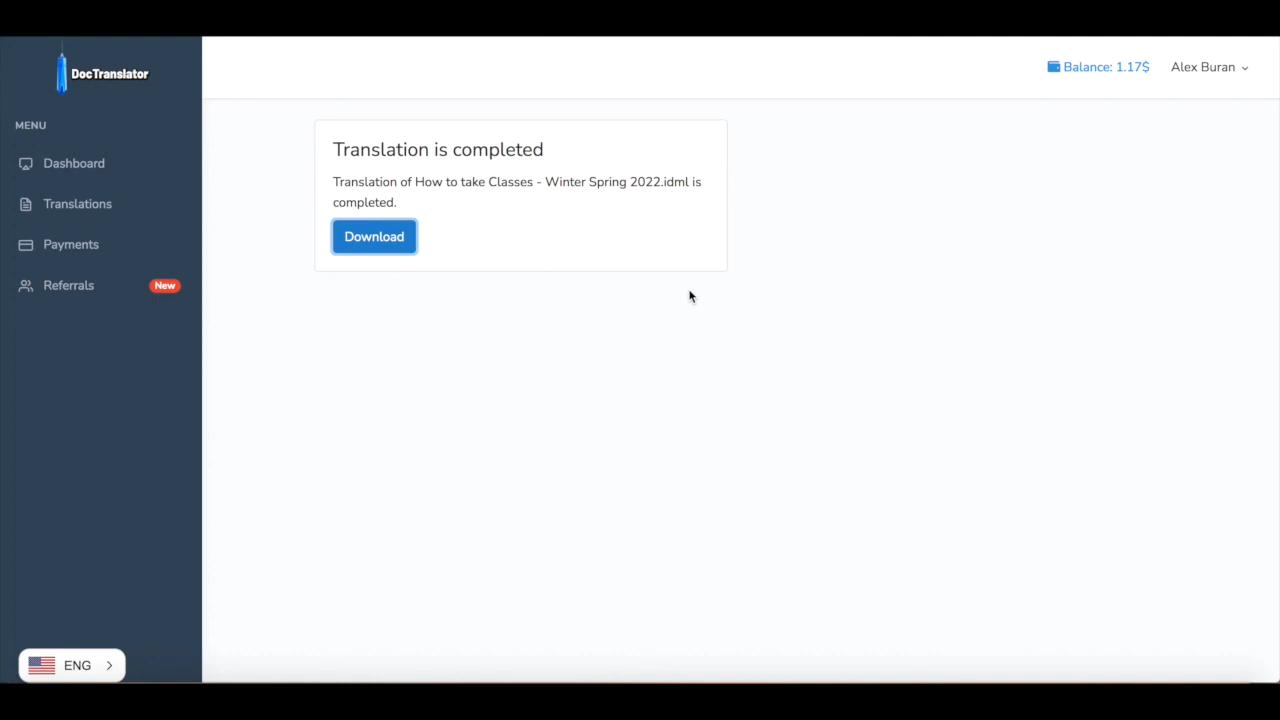 DocTranslator
Balance: 1.17$
Alex Buran
MENU
Dashboard
Translations
Payments
Referrals
New
Translation is completed
Translation of How to take Classes - Winter Spring 2022.idml is
completed.
Download
ENG